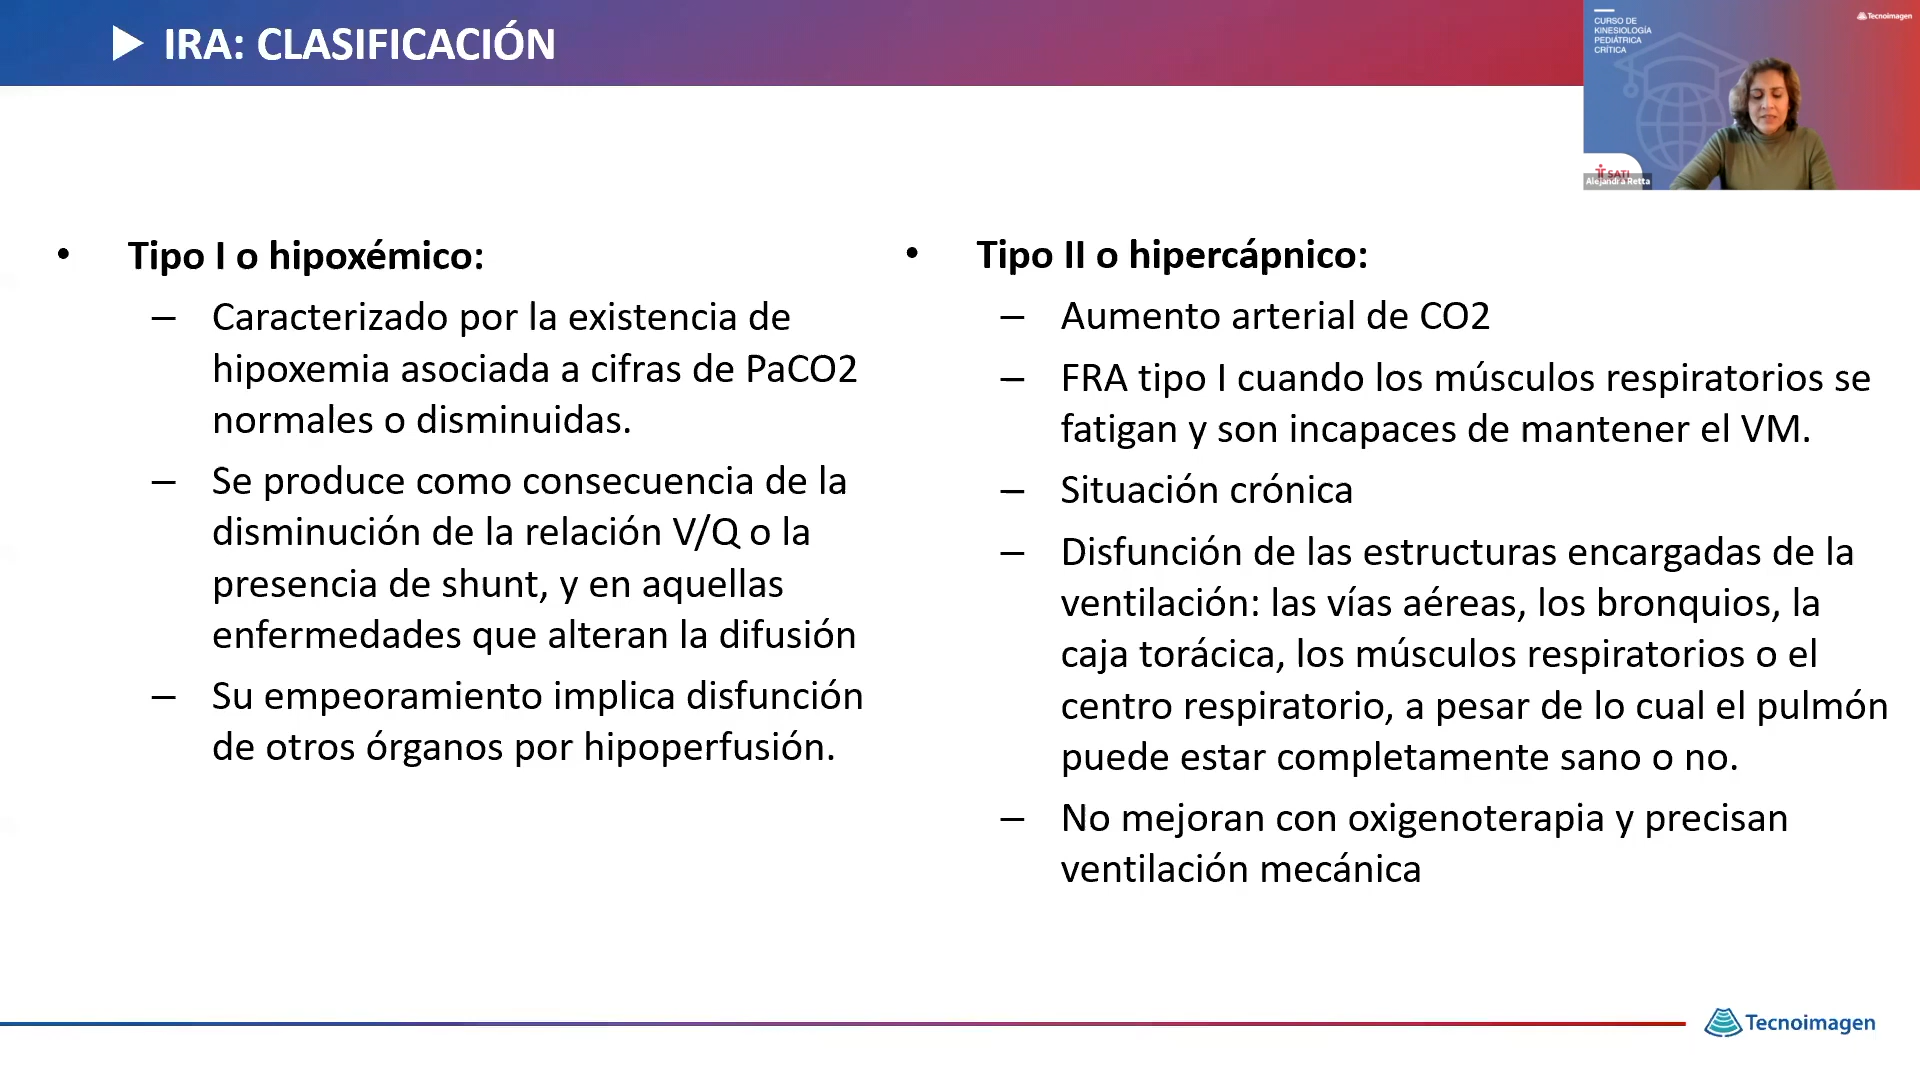 IRA: CLASIFICACIÓN
CURSO DE
KINESIOLOGÍA
PEDIÁTRICA
CRÍTICA
Tecnoimagen
SATI
Alejandra Retta
• Tipo I o hipoxémico:
– Caracterizado por la existencia de
hipoxemia asociada a cifras de PaCO2
normales o disminuidas.
– Se produce como consecuencia de la
disminución de la relación V/Q o la
presencia de shunt, y en aquellas
enfermedades que alteran la difusión
– Su empeoramiento implica disfunción
de otros órganos por hipoperfusión.
• Tipo II o hipercápnico:
– Aumento arterial de CO2
– FRA tipo I cuando los músculos respiratorios se
fatigan y son incapaces de mantener el VM.
– Situación crónica
– Disfunción de las estructuras encargadas de la
ventilación: las vías aéreas, los bronquios, la
caja torácica, los músculos respiratorios o el
centro respiratorio, a pesar de lo cual el pulmón
puede estar completamente sano o no.
– No mejoran con oxigenoterapia y precisan
ventilación mecánica
Tecnoimagen